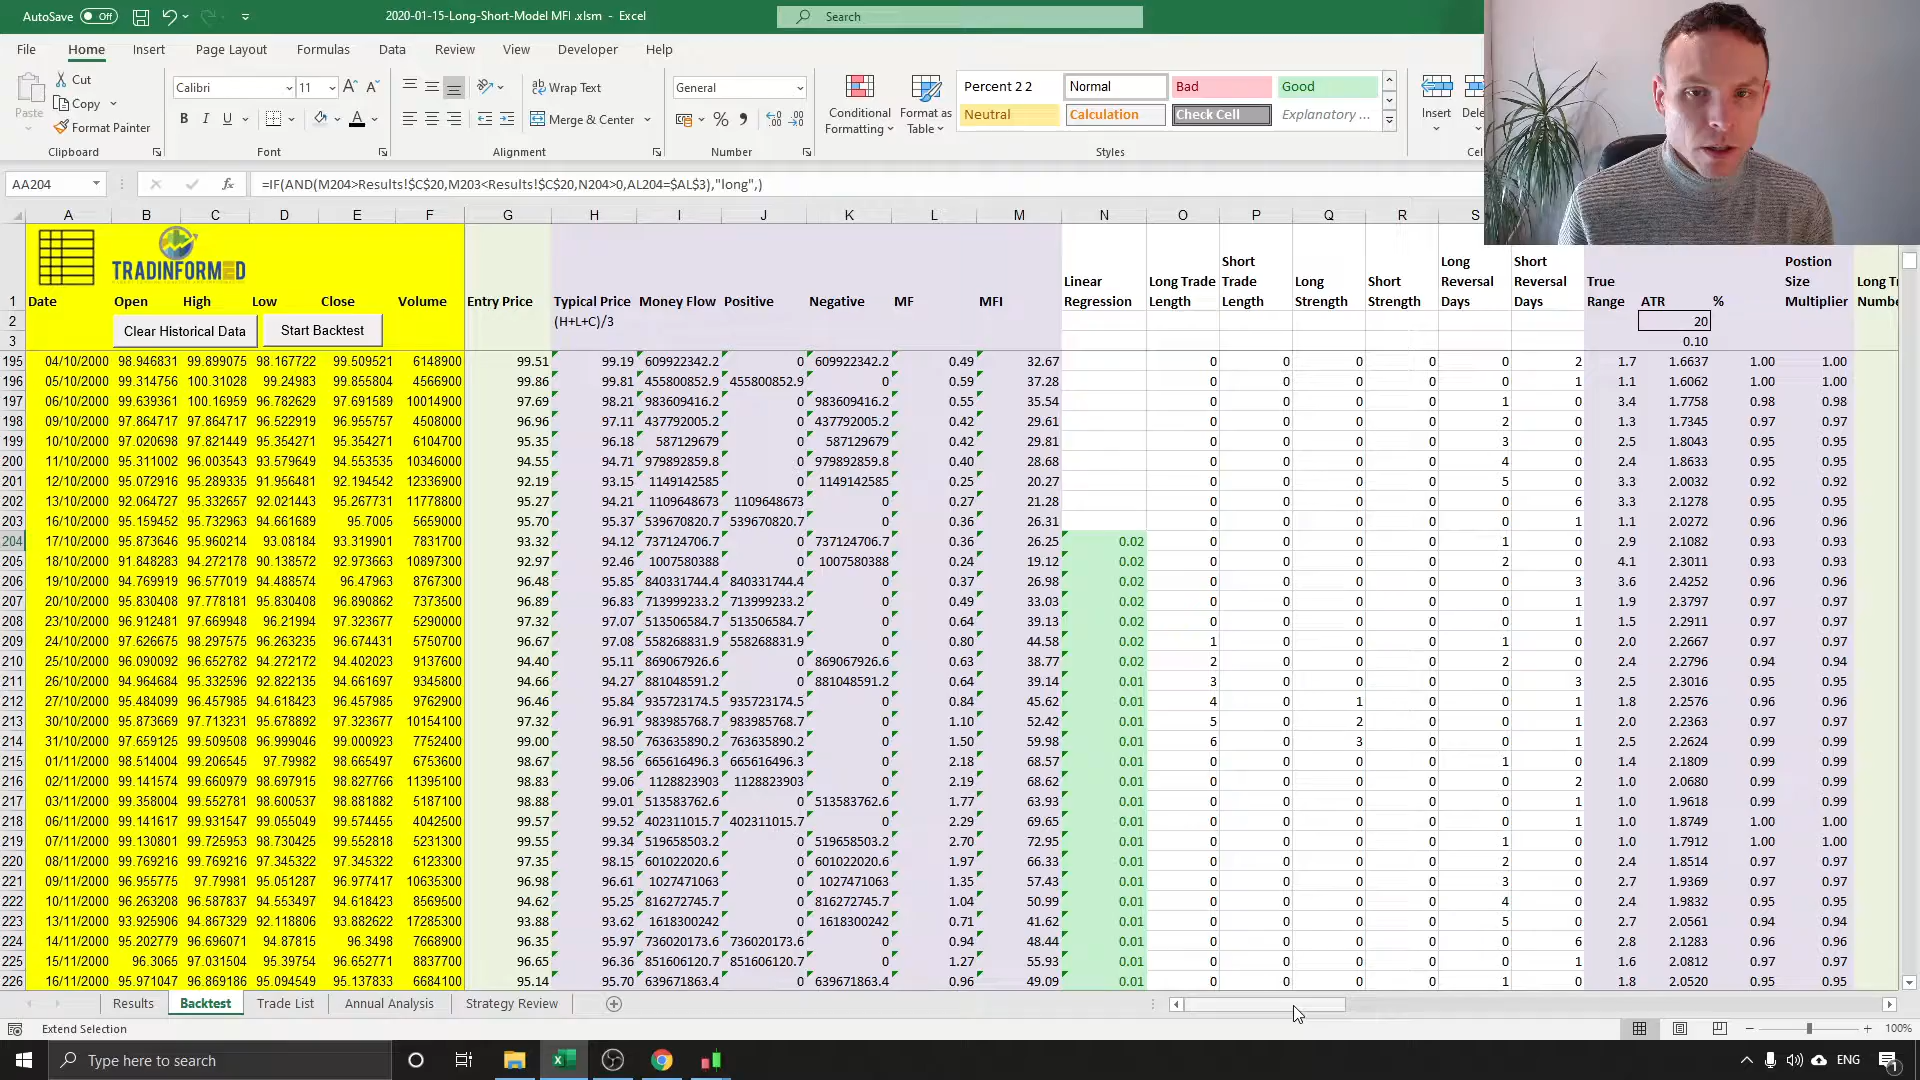 AutoSave Off 2020-01-15-Long-Short-Model MFI .xlsm - Excel Search
File Home Insert Page Layout Formulas Data Review View Developer Help
Paste Cut Copy Format Painter Clipboard
Calibri 11 A A B I U A Font
Wrap Text Merge & Center Alignment
General % 9 Number
Conditional Formatting Format as Table
Percent 2 2 Normal Bad Good
Neutral Calculation Check Cell Explanatory ...
Styles
Insert Cel
AA204 fx =IF(AND(M204>Results!$C$20,M203<Results!$C$20,N204>0,AL204=$AL$3),"long",)
A B C D E F G H I J K L M N O P Q R S
TRADINFORMED
1 Date Open High Low Close Volume Entry Price Typical Price Money Flow Positive Negative MF MFI Linear Regression Long Trade Length Short Trade Length Long Strength Short Strength Long Reversal Days Short Reversal Days True Range ATR % Postion Size Multiplier
2 Clear Historical Data Start Backtest (H+L+C)/3 20
3 0.10
195 04/10/2000 98.946831 99.899075 98.167722 99.509521 6148900 99.51 99.19 609922342.2 0 609922342.2 0.49 32.67 0 0 0 0 0 2 1.7 1.6637 1.00 1.00
196 05/10/2000 99.314756 100.31028 99.24983 99.855804 4566900 99.86 99.81 455800852.9 455800852.9 0 0.59 37.28 0 0 0 0 0 1 1.1 1.6062 1.00 1.00
197 06/10/2000 99.639361 100.16959 96.782629 97.691589 10014900 97.69 98.21 983609416.2 0 983609416.2 0.55 35.54 0 0 0 0 1 0 3.4 1.7758 0.98 0.98
198 09/10/2000 97.864717 97.864717 96.522919 96.955757 4508000 96.96 97.11 437792005.2 0 437792005.2 0.42 29.61 0 0 0 0 2 0 1.3 1.7345 0.97 0.97
199 10/10/2000 97.020698 97.821449 95.354271 95.354271 6104700 95.35 96.18 587129679 0 587129679 0.42 29.81 0 0 0 0 3 0 2.5 1.8043 0.95 0.95
200 11/10/2000 95.311002 96.003543 93.579649 94.553535 10346000 94.55 94.71 979892859.8 0 979892859.8 0.40 28.68 0 0 0 0 4 0 2.4 1.8633 0.95 0.95
201 12/10/2000 95.072916 95.289335 91.956481 92.194542 12336900 92.19 93.15 1149142585 0 1149142585 0.25 20.27 0 0 0 0 5 0 3.3 2.0032 0.92 0.92
202 13/10/2000 92.064727 95.332657 92.021443 95.267731 11778800 95.27 94.21 1109648673 1109648673 0 0.27 21.28 0 0 0 0 0 6 3.3 2.1278 0.95 0.95
203 16/10/2000 95.159452 95.732963 94.661689 95.7005 5659000 95.70 95.37 539670820.7 539670820.7 0 0.36 26.31 0 0 0 0 0 1 1.1 2.0272 0.96 0.96
204 17/10/2000 95.873646 95.960214 93.08184 93.319901 7831700 93.32 94.12 737124706.7 0 737124706.7 0.36 26.25 0.02 0 0 0 0 1 0 2.9 2.1082 0.93 0.93
205 18/10/2000 91.848283 94.272178 90.138572 92.973663 10897300 92.97 92.46 1007580388 0 1007580388 0.24 19.12 0.02 0 0 0 0 2 0 4.1 2.3011 0.93 0.93
206 19/10/2000 94.769919 96.577019 94.488574 96.47963 8767300 96.48 95.85 840331744.4 840331744.4 0 0.37 26.98 0.02 0 0 0 0 0 3 3.6 2.4252 0.96 0.96
207 20/10/2000 95.830408 97.778181 95.830408 96.890862 7373500 96.89 96.83 713999233.2 713999233.2 0 0.49 33.03 0.02 0 0 0 0 0 1 1.9 2.3797 0.97 0.97
208 23/10/2000 96.912481 97.669948 96.21994 97.323667 5290000 97.32 97.07 513506584.7 513506584.7 0 0.64 39.13 0.02 0 0 0 0 0 1 1.5 2.2911 0.97 0.97
209 24/10/2000 97.626675 98.297575 96.263235 96.674431 5750700 96.67 97.08 558268831.9 558268831.9 0 0.80 44.58 0.02 1 0 0 0 1 0 2.0 2.2667 0.97 0.97
210 25/10/2000 96.090092 96.652782 94.272172 94.402023 9137600 94.40 95.11 869067926.6 0 869067926.6 0.63 38.77 0.02 2 0 0 0 2 0 2.4 2.2796 0.94 0.94
211 26/10/2000 94.964684 95.332596 92.822135 94.661697 9345800 94.66 94.27 881048591.2 0 881048591.2 0.64 39.14 0.01 3 0 0 0 0 3 2.5 2.3016 0.95 0.95
212 27/10/2000 95.484099 96.457985 94.618423 96.457985 9762900 96.46 95.84 935723174.5 935723174.5 0 0.84 45.62 0.01 4 0 1 0 0 1 1.8 2.2576 0.96 0.96
213 30/10/2000 95.873669 97.713231 95.678892 97.323677 10154100 97.32 96.91 983985768.7 983985768.7 0 1.10 52.42 0.01 5 0 2 0 0 1 2.0 2.2363 0.97 0.97
214 31/10/2000 97.659125 99.509508 96.999046 99.000923 7752400 99.00 98.50 763635890.2 763635890.2 0 1.50 59.98 0.01 6 0 3 0 0 1 2.5 2.2624 0.99 0.99
215 01/11/2000 98.514004 99.206545 97.79982 98.665497 6753600 98.67 98.56 665616496.3 665616496.3 0 2.18 68.57 0.01 0 0 0 0 1 0 1.4 2.1809 0.99 0.99
216 02/11/2000 99.141574 99.660979 98.697915 98.827766 11395100 98.83 99.06 1128823903 1128823903 0 2.19 68.62 0.01 0 0 0 0 0 2 1.0 2.0680 0.99 0.99
217 03/11/2000 99.358004 99.552781 98.600537 98.881882 5187100 98.88 99.01 513583762.6 0 513583762.6 1.77 63.93 0.01 0 0 0 0 0 1 1.0 1.9618 0.99 0.99
218 06/11/2000 99.141617 99.931547 99.055049 99.574455 4042500 99.57 99.52 402311015.7 402311015.7 0 2.29 69.65 0.01 0 0 0 0 0 1 1.0 1.8749 1.00 1.00
219 07/11/2000 99.130801 99.725953 98.730425 99.552818 5231300 99.55 99.34 519658503.2 0 519658503.2 2.70 72.95 0.01 0 0 0 0 1 0 1.0 1.7912 1.00 1.00
220 08/11/2000 99.769216 99.769216 97.345322 97.345322 6123300 97.35 98.15 601022020.6 0 601022020.6 1.97 66.33 0.01 0 0 0 0 2 0 2.4 1.8514 0.97 0.97
221 09/11/2000 96.955775 97.79981 95.051287 96.977417 10635300 96.98 96.61 1027471063 0 1027471063 1.35 57.43 0.01 0 0 0 0 3 0 2.7 1.9369 0.97 0.97
222 10/11/2000 96.263208 96.587837 94.553497 94.618423 8569500 94.62 95.25 816272745.7 0 816272745.7 1.04 50.99 0.01 0 0 0 0 4 0 2.4 1.9832 0.95 0.95
223 13/11/2000 93.925906 94.867329 92.118806 93.882622 17285300 93.88 93.62 1618300242 0 1618300242 0.71 41.62 0.01 0 0 0 0 5 0 2.7 2.0561 0.94 0.94
224 14/11/2000 95.202779 96.696071 94.87815 96.3498 7668900 96.35 95.97 736020173.6 736020173.6 0 0.94 48.44 0.01 0 0 0 0 0 6 2.8 2.1283 0.96 0.96
225 15/11/2000 96.3065 97.031504 95.39754 96.652771 8837700 96.65 96.36 851606120.7 851606120.7 0 1.27 55.93 0.01 0 0 0 0 0 1 1.6 2.0812 0.97 0.97
226 16/11/2000 95.971047 96.869186 95.094549 95.137833 6684100 95.14 95.70 639671863.4 0 639671863.4 0.96 49.09 0.01 0 0 0 0 1 0 1.8 2.0520 0.95 0.95
Results Backtest Trade List Annual Analysis Strategy Review
Extend Selection 100%
Type here to search ENG 1